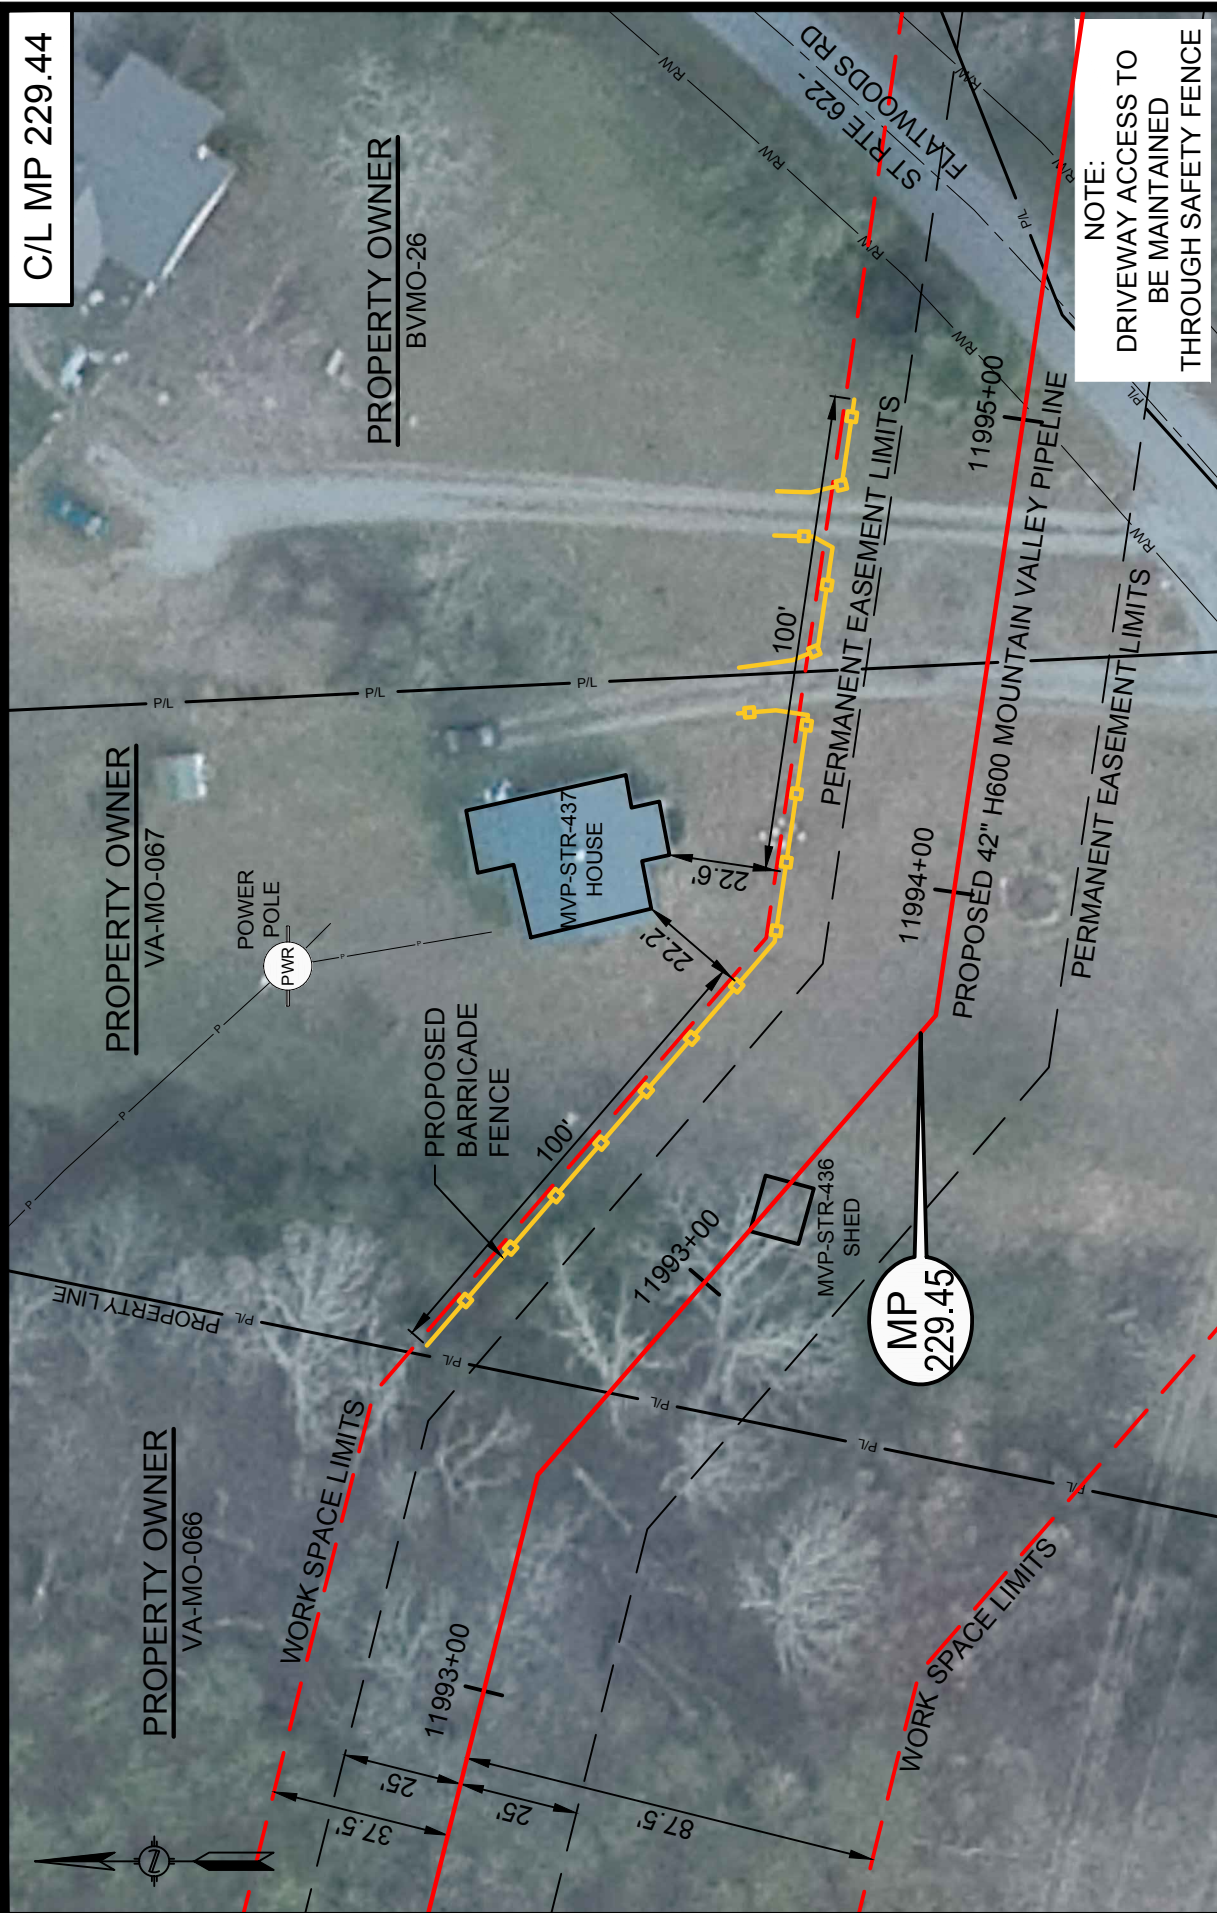 C/L MP 229.44
PROPERTY OWNER
VA-MO-066
PROPERTY OWNER
VA-MO-067
PROPERTY OWNER
BVMO-26
POWER
POLE
PWR
P
P
P
P
P
PROPERTY LINE
P/L
P/L
P/L
P/L
P/L
P/L
P/L
P/L
P/L
P/L
PROPOSED
BARRICADE
FENCE
MVP-STR-437
HOUSE
22.2'
22.6'
100'
100'
WORK SPACE LIMITS
WORK SPACE LIMITS
PERMANENT EASEMENT LIMITS
PERMANENT EASEMENT LIMITS
PROPOSED 42" H600 MOUNTAIN VALLEY PIPELINE
11993+00
11993+00
11994+00
11995+00
MVP-STR-436
SHED
MP
229.45
25'
25'
37.5'
87.5'
ST RTE 622 -
FLATWOODS RD
R/W
R/W
R/W
R/W
R/W
R/W
R/W
N
NOTE:
DRIVEWAY ACCESS TO
BE MAINTAINED
THROUGH SAFETY FENCE